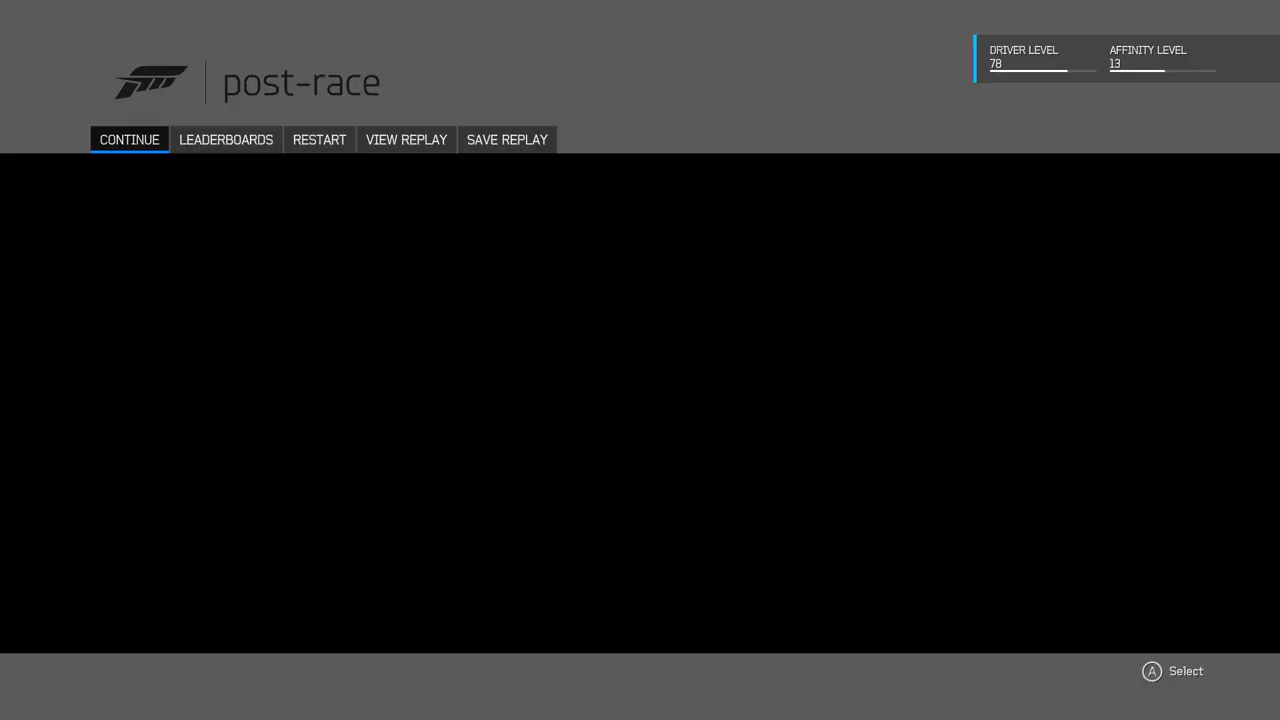 post-race
DRIVER LEVEL
78
AFFINITY LEVEL
13
CONTINUE
LEADERBOARDS
RESTART
VIEW REPLAY
SAVE REPLAY
A Select